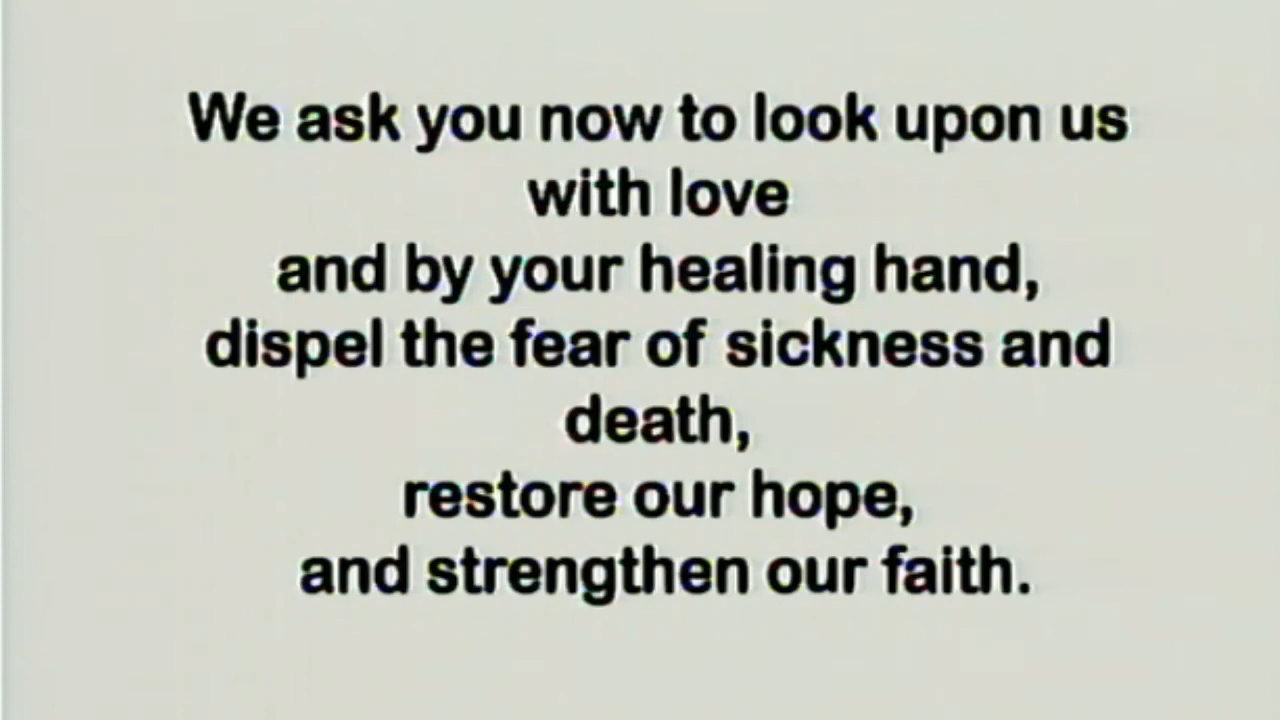 We ask you now to look upon us
with love
and by your healing hand,
dispel the fear of sickness and
death,
restore our hope,
and strengthen our faith.